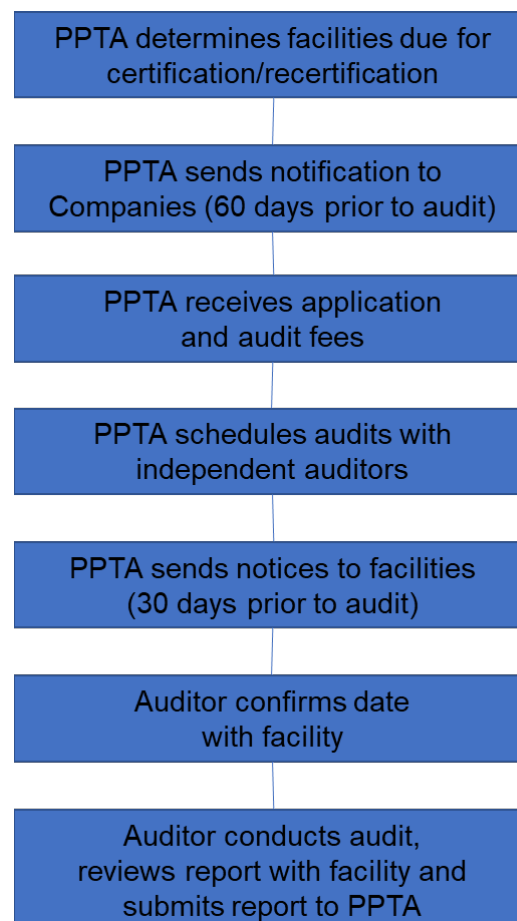 PPTA determines facilities due for
certification/recertification
PPTA sends notification to
Companies (60 days prior to audit)
PPTA receives application
and audit fees
PPTA schedules audits with
independent auditors
PPTA sends notices to facilities
(30 days prior to audit)
Auditor confirms date
with facility
Auditor conducts audit,
reviews report with facility and
submits report to PPTA